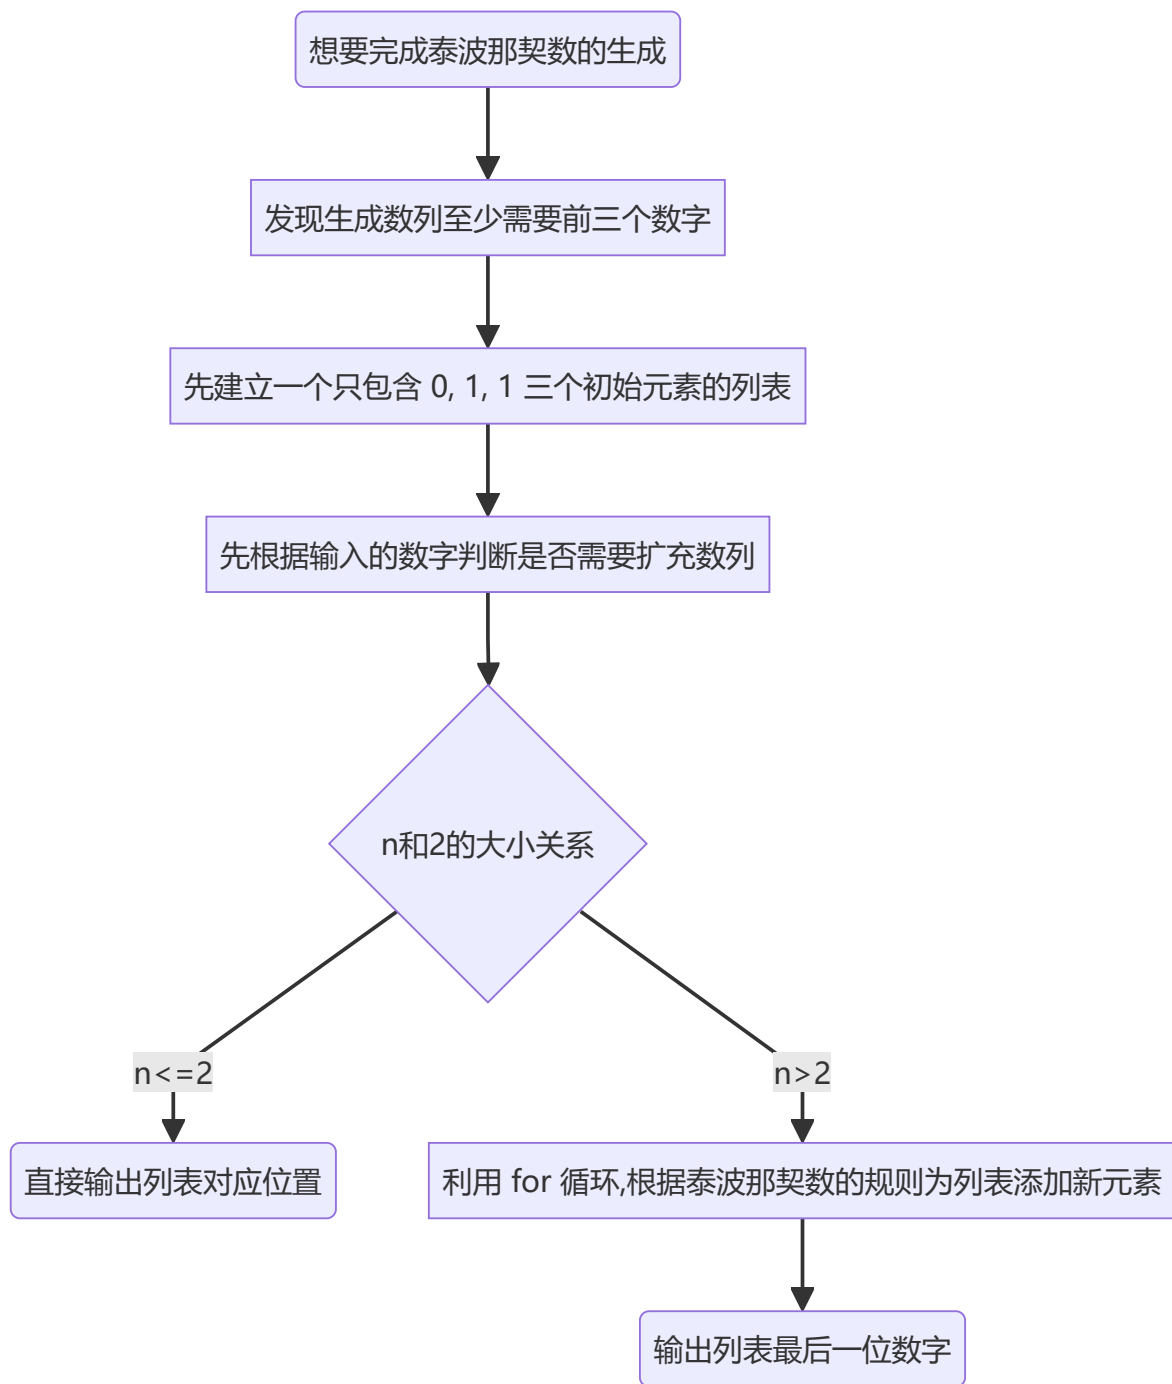 想要完成泰波那契数的生成
发现生成数列至少需要前三个数字
先建立一个只包含 0, 1, 1 三个初始元素的列表
先根据输入的数字判断是否需要扩充数列
n和2的大小关系
n<=2
n>2
直接输出列表对应位置
利用 for 循环,根据泰波那契数的规则为列表添加新元素
输出列表最后一位数字